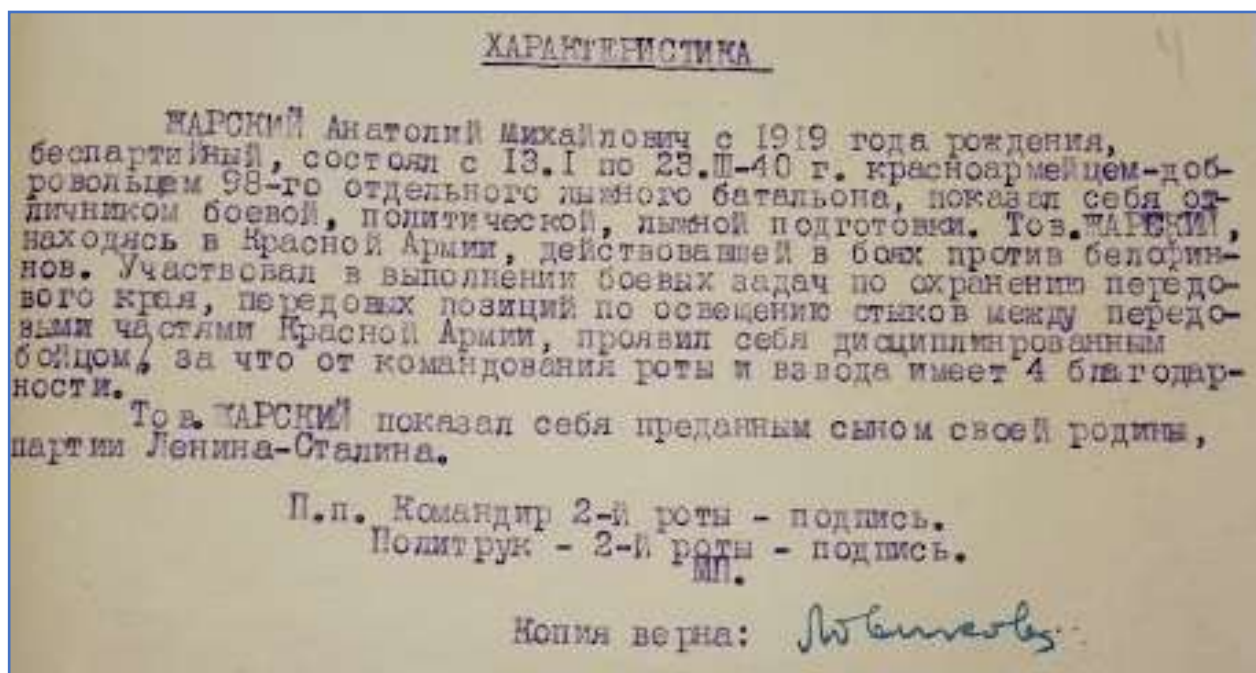 4
ХАРАКТЕРИСТИКА
ЖАРСКИЙ Анатолий Михайлович с 1919 года рождения,
беспартийный, состоял с 13.I по 23.III-40 г. красноармейцем-доб-
ровольцем 98-го отдельного лыжного батальона, показал себя от-
личником боевой, политической, лыжной подготовки. Тов.ЖАРСКИЙ,
находясь в Красной Армии, действовавшей в боях против белофин-
нов. Участвовал в выполнении боевых задач по охранению передо-
вого края, передовых позиций по освещению стыков между передо-
выми частями Красной Армии, проявил себя дисциплинированным
бойцом, за что от командования роты и взвода имеет 4 благодар-
ности.
Тов. ЖАРСКИЙ показал себя преданным сыном своей родины,
партии Ленина-Сталина.
П.п. Командир 2-й роты - подпись.
Политрук - 2-й роты - подпись.
МП.
Копия верна: